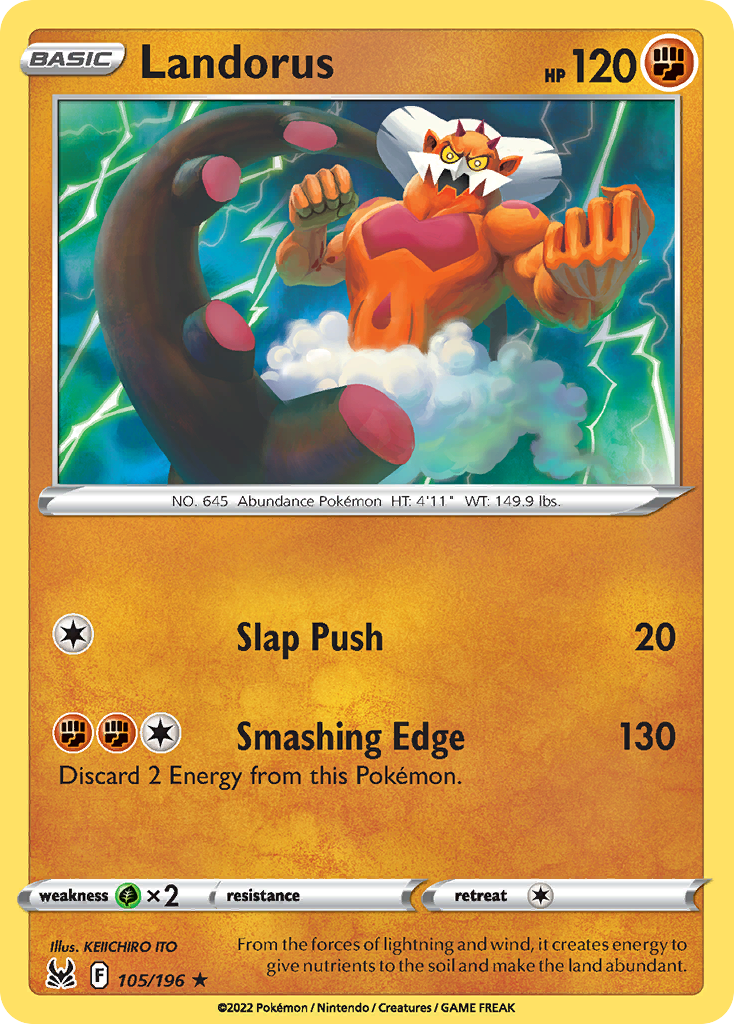 BASIC Landorus HP 120
NO. 645 Abundance Pokémon HT: 4'11" WT: 149.9 lbs.
Slap Push 20
Smashing Edge 130
Discard 2 Energy from this Pokémon.
weakness ×2 resistance retreat
Illus. KEIICHIRO ITO
From the forces of lightning and wind, it creates energy to
give nutrients to the soil and make the land abundant.
F 105/196 ★
©2022 Pokémon / Nintendo / Creatures / GAME FREAK